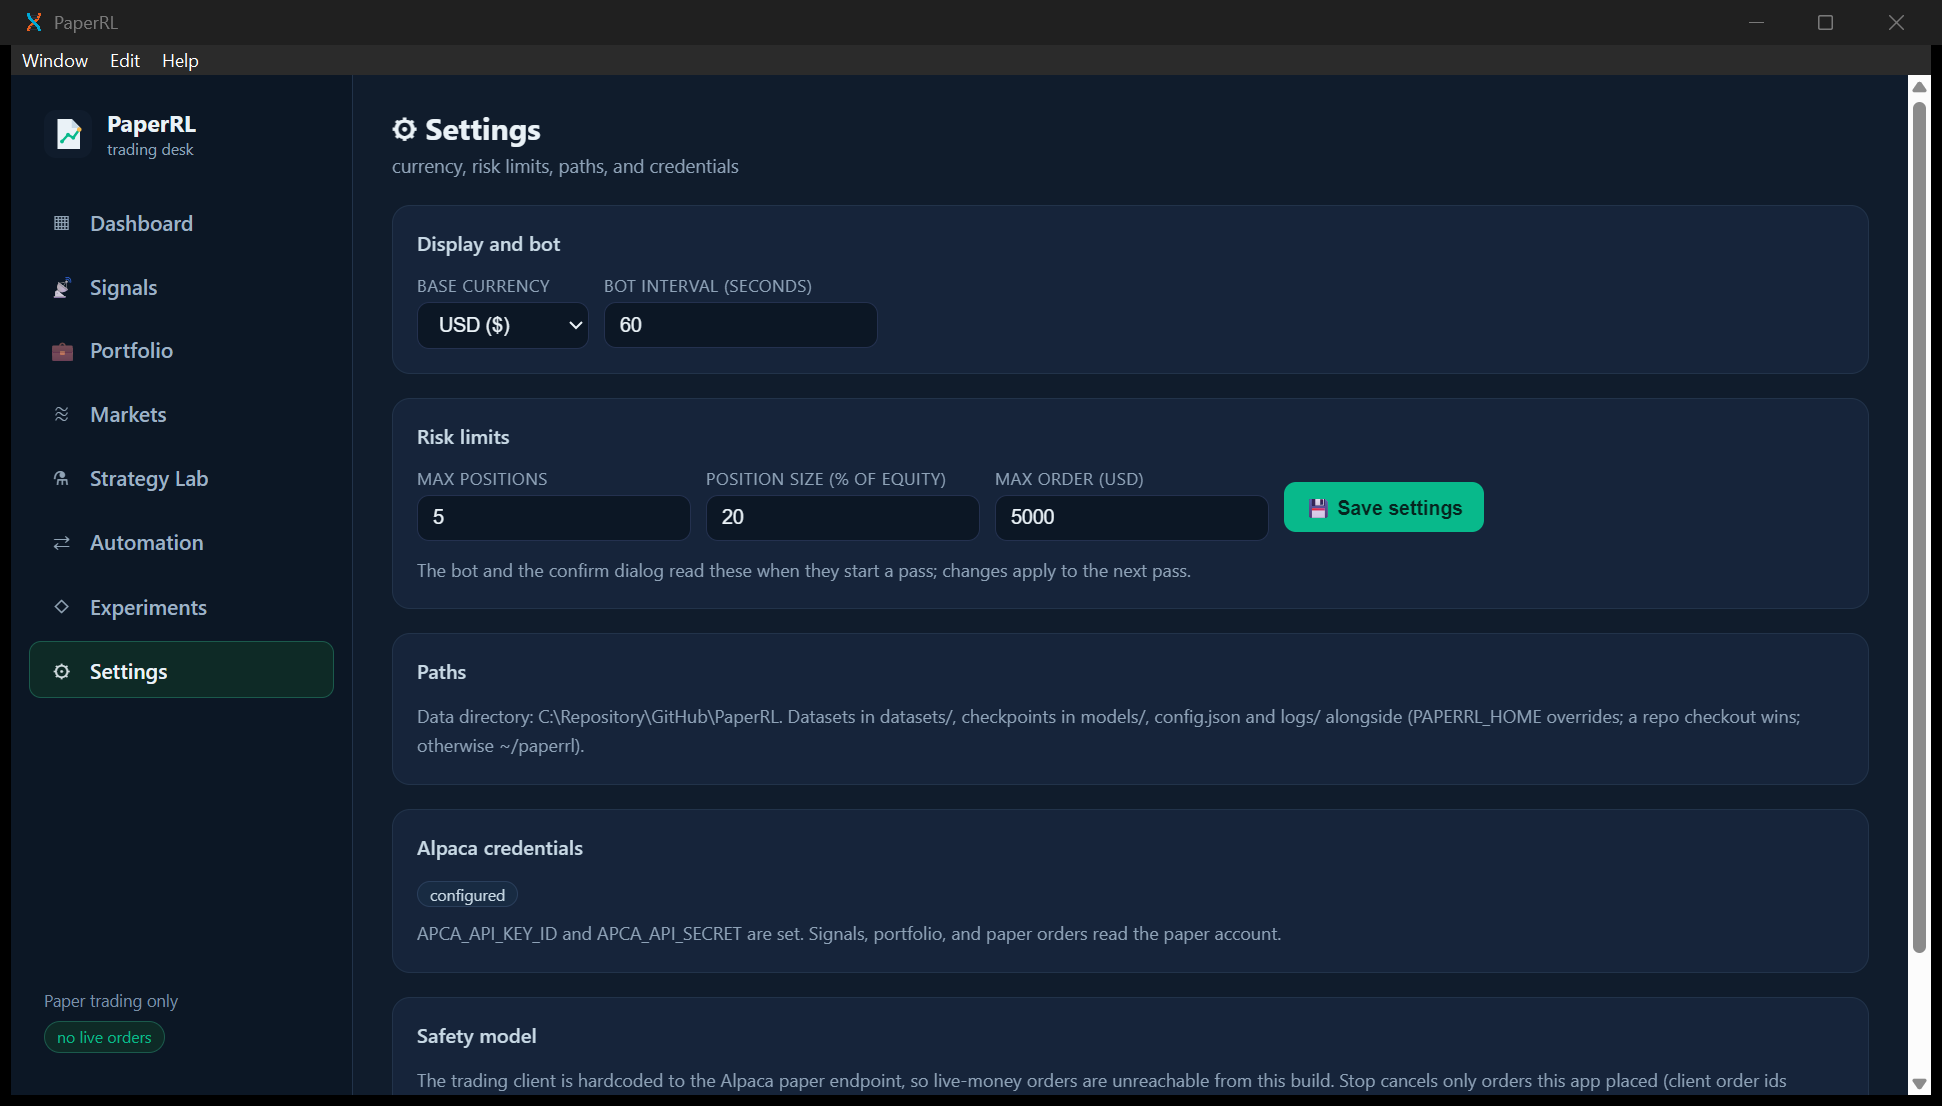 PaperRL
Window Edit Help
PaperRL
trading desk
Dashboard
Signals
Portfolio
Markets
Strategy Lab
Automation
Experiments
Settings
Paper trading only
no live orders
Settings
currency, risk limits, paths, and credentials
Display and bot
BASE CURRENCY BOT INTERVAL (SECONDS)
USD ($) 60
Risk limits
MAX POSITIONS POSITION SIZE (% OF EQUITY) MAX ORDER (USD)
5 20 5000 Save settings
The bot and the confirm dialog read these when they start a pass; changes apply to the next pass.
Paths
Data directory: C:\Repository\GitHub\PaperRL. Datasets in datasets/, checkpoints in models/, config.json and logs/ alongside (PAPERRL_HOME overrides; a repo checkout wins;
otherwise ~/paperrl).
Alpaca credentials
configured
APCA_API_KEY_ID and APCA_API_SECRET are set. Signals, portfolio, and paper orders read the paper account.
Safety model
The trading client is hardcoded to the Alpaca paper endpoint, so live-money orders are unreachable from this build. Stop cancels only orders this app placed (client order ids